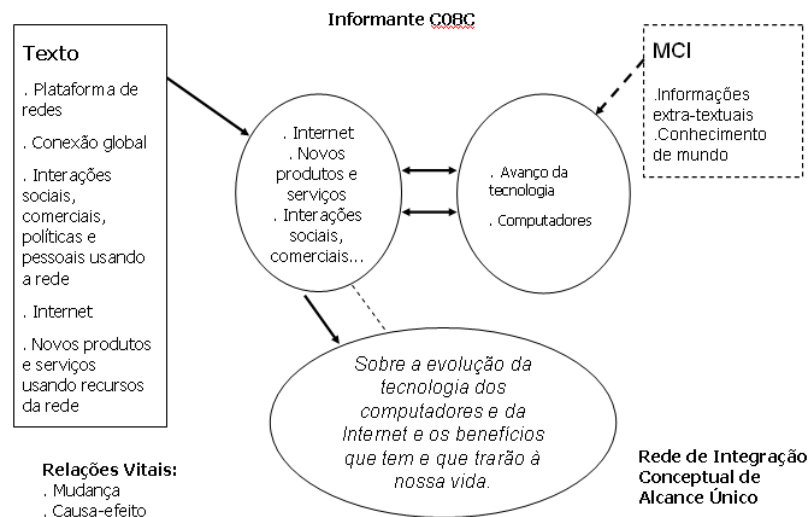 Informante C08C
Texto
. Plataforma de
redes
. Conexão global
. Interações
sociais,
comerciais,
políticas e
pessoais usando
a rede
. Internet
. Novos produtos
e serviços
usando recursos
da rede
. Internet
. Novos
produtos e
serviços
. Interações
sociais,
comerciais...
. Avanço da
tecnologia
. Computadores
MCI
.Informações
extra-textuais
.Conhecimento
de mundo
Sobre a evolução da
tecnologia dos
computadores e da
Internet e os benefícios
que tem e que trarão à
nossa vida.
Relações Vitais:
. Mudança
. Causa-efeito
Rede de Integração
Conceptual de
Alcance Único